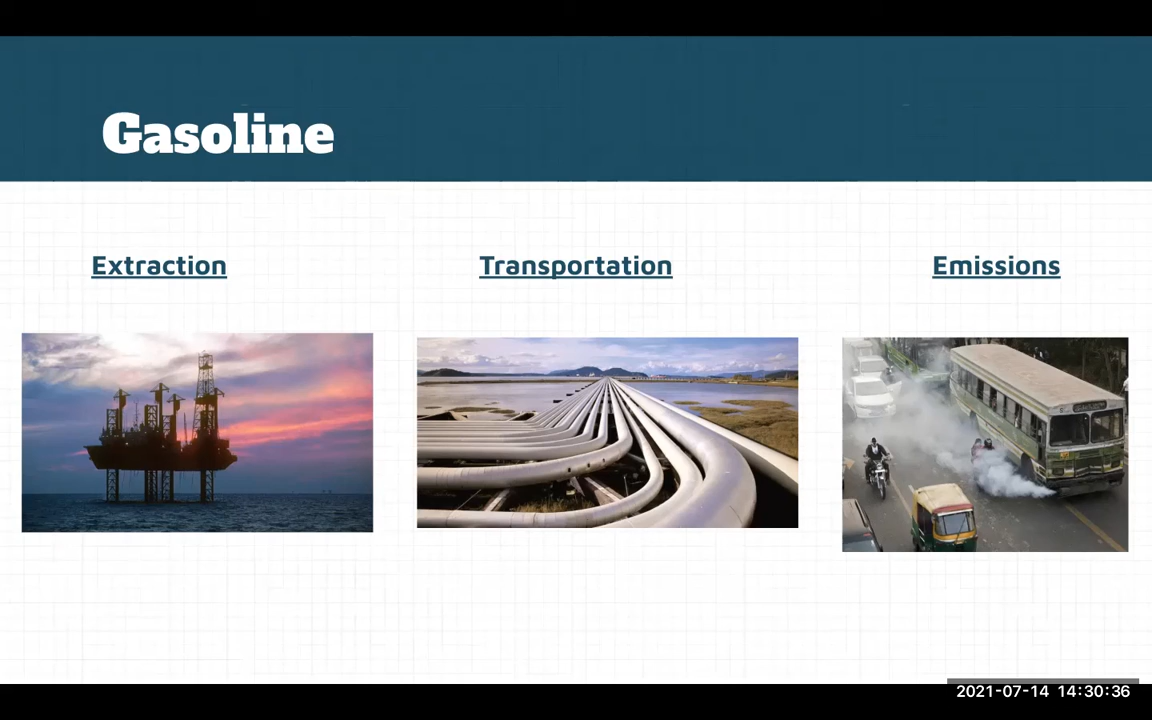 Gasoline
Extraction
Transportation
Emissions
2021-07-14 14:30:36